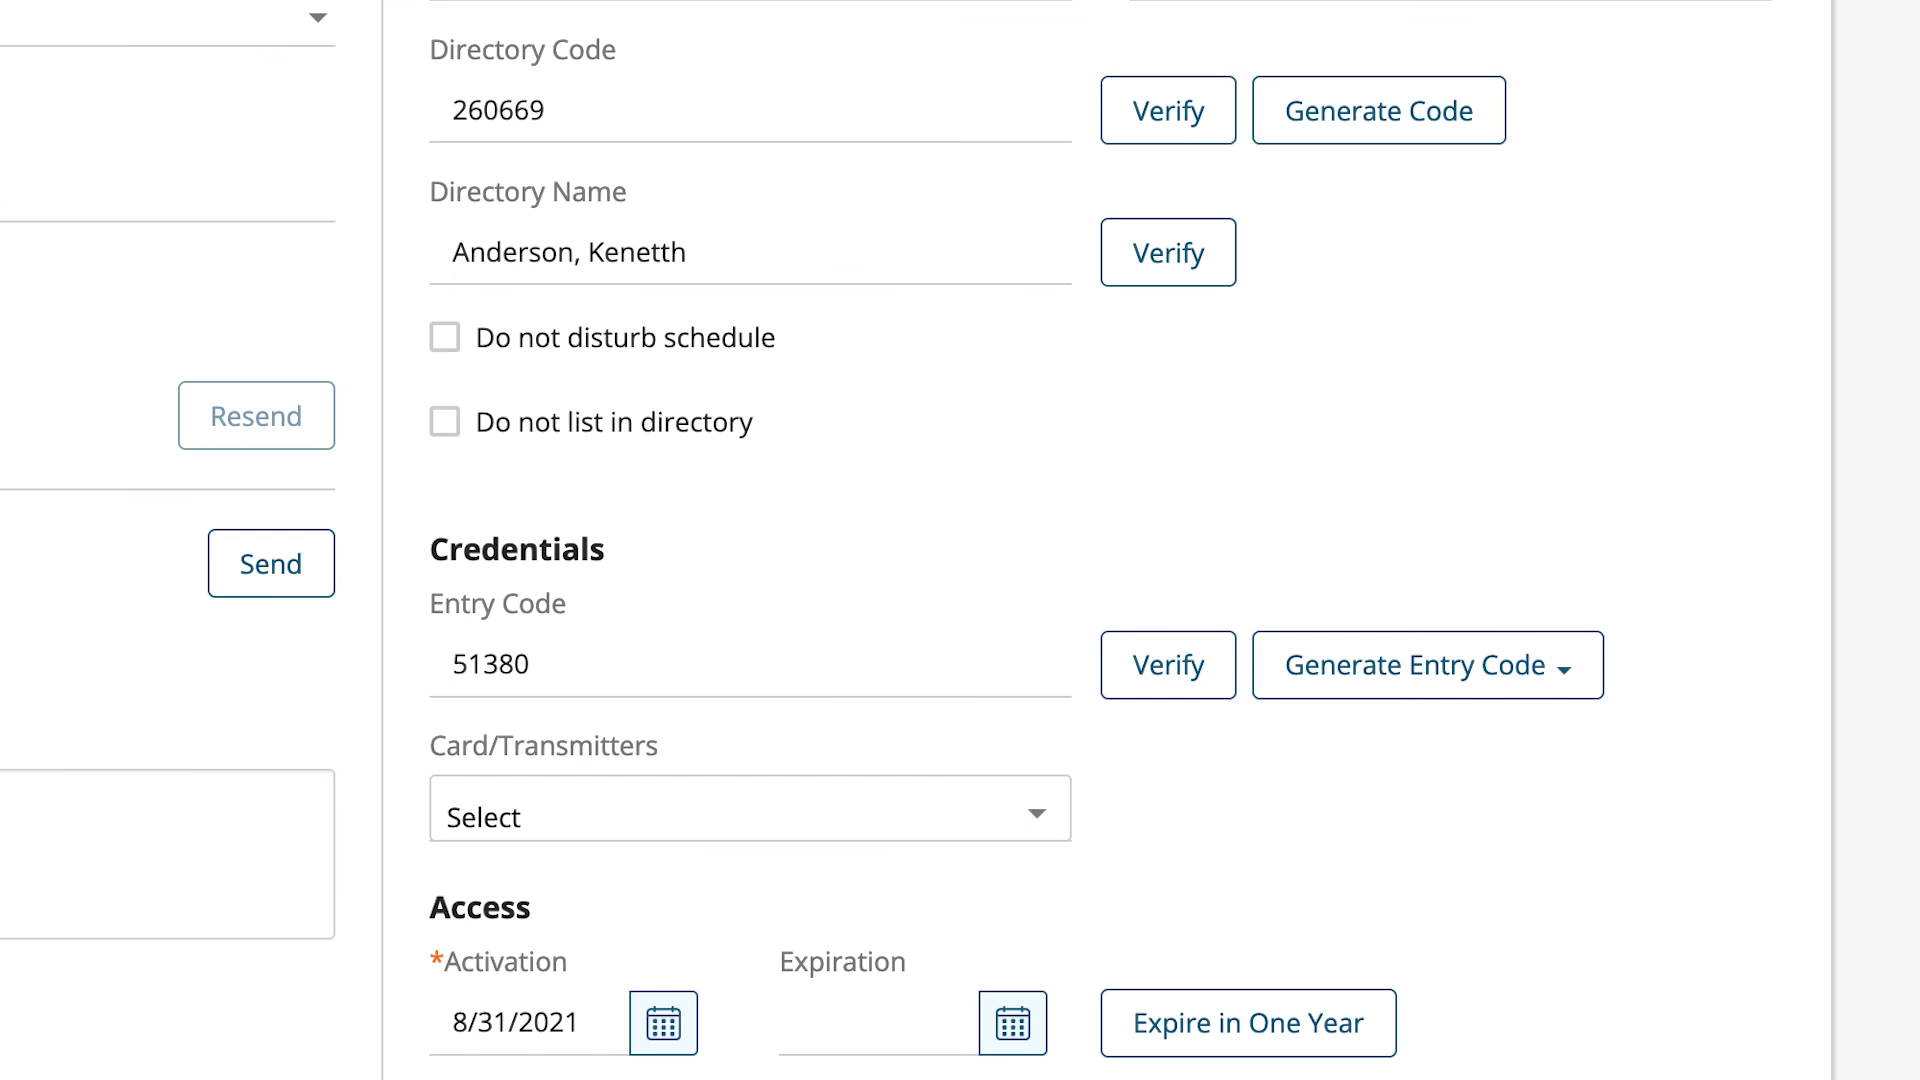 Directory Code
260669
Verify
Generate Code
Directory Name
Anderson, Kenetth
Verify
Do not disturb schedule
Do not list in directory
Resend
Send
Credentials
Entry Code
51380
Verify
Generate Entry Code
Card/Transmitters
Select
Access
*Activation
Expiration
8/31/2021
Expire in One Year